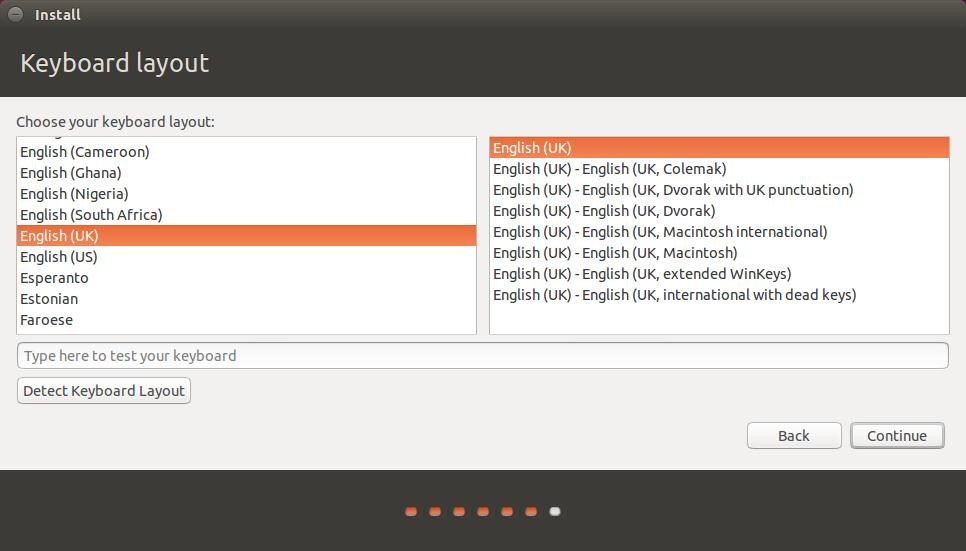 Install
Keyboard layout
Choose your keyboard layout:
English (Cameroon)
English (Ghana)
English (Nigeria)
English (South Africa)
English (UK)
English (US)
Esperanto
Estonian
Faroese
English (UK)
English (UK) - English (UK, Colemak)
English (UK) - English (UK, Dvorak with UK punctuation)
English (UK) - English (UK, Dvorak)
English (UK) - English (UK, Macintosh international)
English (UK) - English (UK, Macintosh)
English (UK) - English (UK, extended WinKeys)
English (UK) - English (UK, international with dead keys)
Type here to test your keyboard
Detect Keyboard Layout
Back
Continue